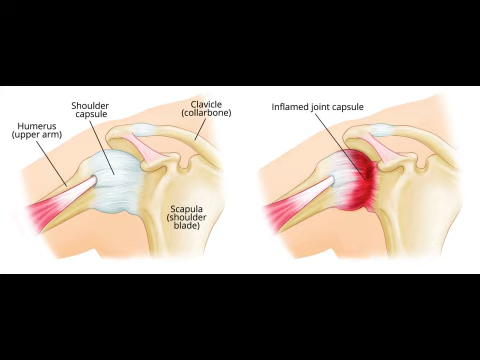 Shoulder
capsule
Clavicle
(collarbone)
Humerus
(upper arm)
Scapula
(shoulder
blade)
Inflamed joint capsule